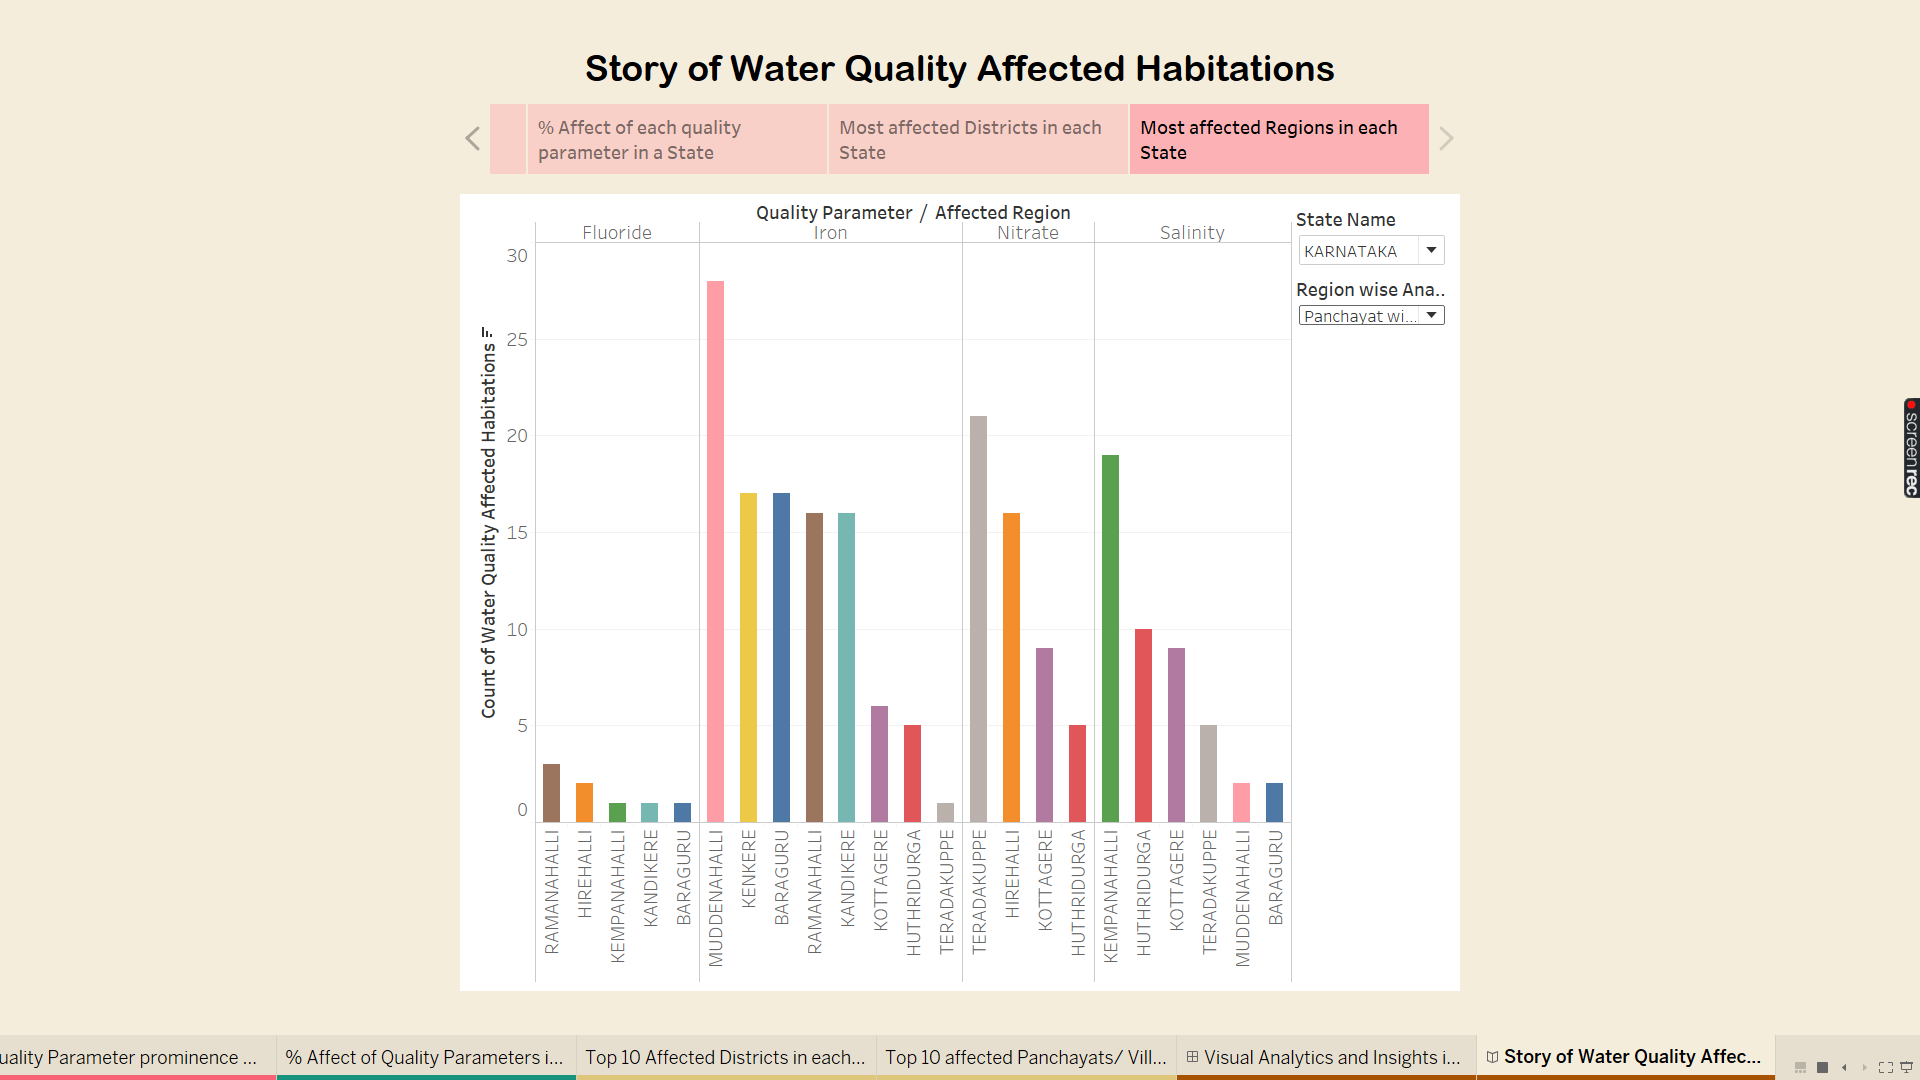 Story of Water Quality Affected Habitations
% Affect of each quality
parameter in a State
Most affected Districts in each
State
Most affected Regions in each
State
Quality Parameter / Affected Region
Fluoride
Iron
Nitrate
Salinity
State Name
KARNATAKA
Region wise Ana..
Panchayat wi...
Count of Water Quality Affected Habitations
30
25
20
15
10
5
0
RAMANAHALLI
HIREHALLI
KEMPANAHALLI
KANDIKERE
BARAGURU
MUDDENAHALLI
KENKERE
BARAGURU
RAMANAHALLI
KANDIKERE
KOTTAGERE
HUTHRIDURGA
TERADAKUPPE
TERADAKUPPE
HIREHALLI
KOTTAGERE
HUTHRIDURGA
KEMPANAHALLI
HUTHRIDURGA
KOTTAGERE
TERADAKUPPE
MUDDENAHALLI
BARAGURU
screenrec
uality Parameter prominence ...
% Affect of Quality Parameters i...
Top 10 Affected Districts in each...
Top 10 affected Panchayats/ Vill...
Visual Analytics and Insights i...
Story of Water Quality Affec...